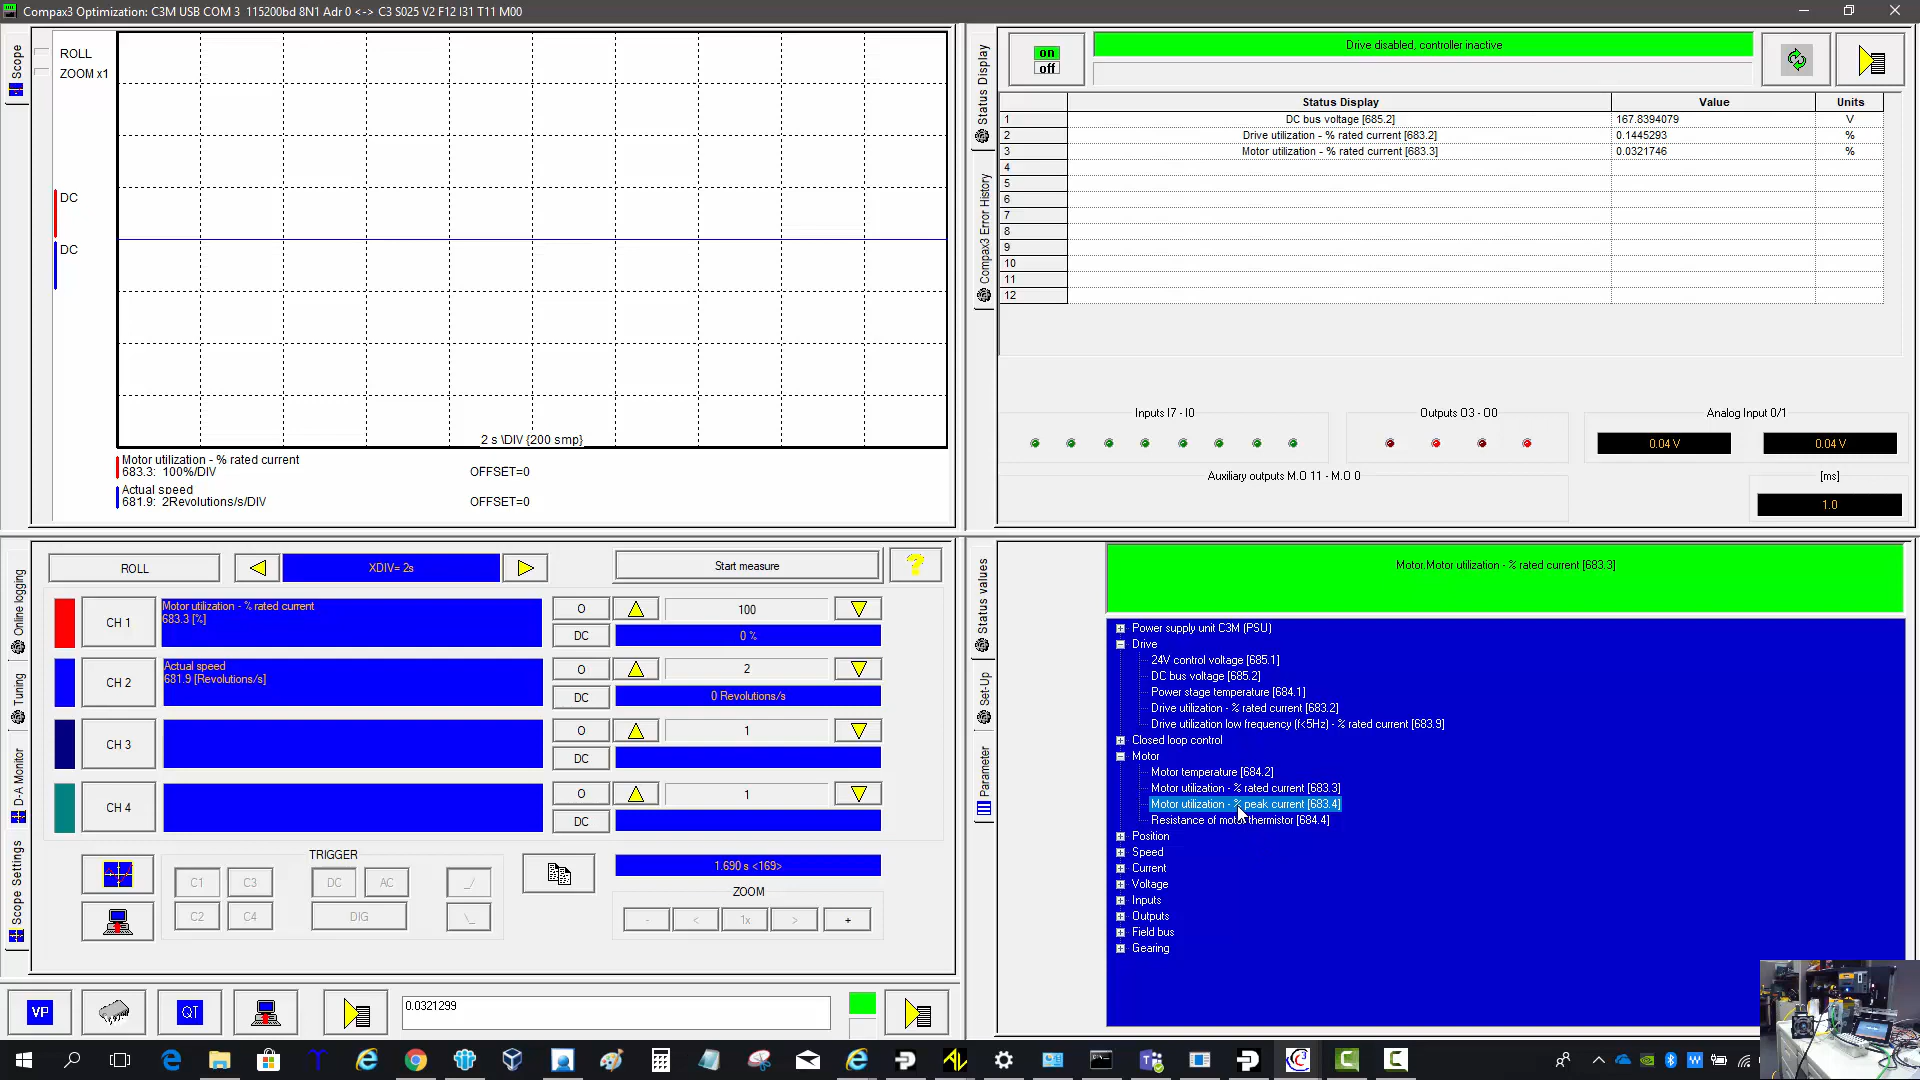 Compax3 Optimization: C3M USB COM 3 115200bd 8N1 Adr 0 <-> C3 S025 V2 F12 I31 T11 M00
Scope
ROLL
ZOOM x1
DC
DC
2 s \DIV {200 smp}
Motor utilization - % rated current
683.3: 100%/DIV
OFFSET=0
Actual speed
681.9: 2Revolutions/s/DIV
OFFSET=0
Status Display
Compax3 Error History
on
off
Drive disabled, controller inactive
Status Display Value Units
1 DC bus voltage [685.2] 167.8394079 V
2 Drive utilization - % rated current [683.2] 0.1445293 %
3 Motor utilization - % rated current [683.3] 0.0321746 %
4
5
6
7
8
9
10
11
12
Inputs I7 - I0
Outputs O3 - O0
Analog Input 0/1
0.04 V 0.04 V
Auxiliary outputs M.O 11 - M.O 0
[ms]
1.0
Online logging
Tuning
D-A Monitor
Scope Settings
ROLL
XDIV= 2s
Start measure
?
CH 1
Motor utilization - % rated current
683.3 [%]
O
100
DC
0 %
CH 2
Actual speed
681.9 [Revolutions/s]
O
2
DC
0 Revolutions/s
CH 3
O
1
DC
CH 4
O
1
DC
TRIGGER
C1 C3 DC AC _/
C2 C4 DIG \_
1.690 s <169>
ZOOM
- < 1x > +
VP
QT
0.0321299
Status values
Set-Up
Parameter
Motor.Motor utilization - % rated current [683.3]
Power supply unit C3M (PSU)
Drive
24V control voltage [685.1]
DC bus voltage [685.2]
Power stage temperature [684.1]
Drive utilization - % rated current [683.2]
Drive utilization low frequency (f<5Hz) - % rated current [683.9]
Closed loop control
Motor
Motor temperature [684.2]
Motor utilization - % rated current [683.3]
Motor utilization - % peak current [683.4]
Resistance of motor thermistor [684.4]
Position
Speed
Current
Voltage
Inputs
Outputs
Field bus
Gearing